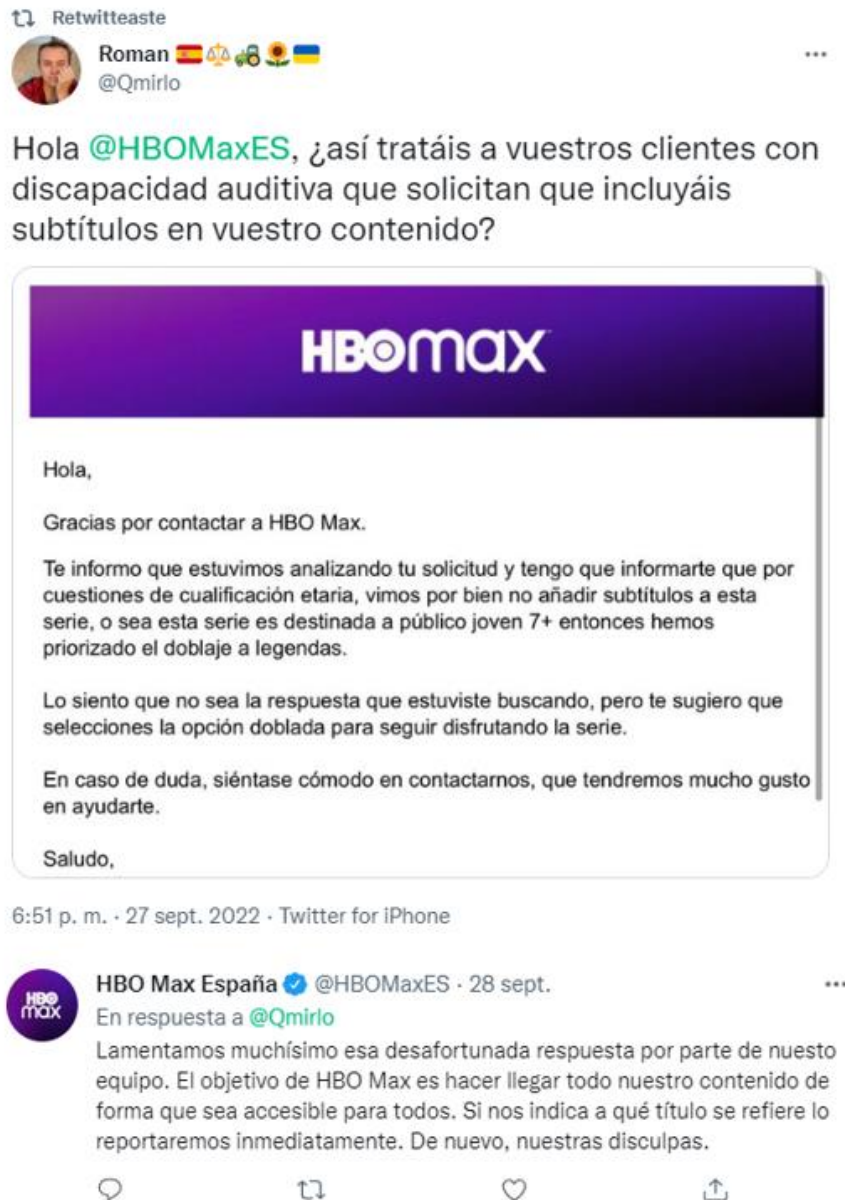 Retwitteaste
Roman 🇪🇸⚖️🚜🌻🇺🇦
@Qmirlo
Hola @HBOMaxES, ¿así tratáis a vuestros clientes con
discapacidad auditiva que solicitan que incluyáis
subtítulos en vuestro contenido?
HBOmax
Hola,
Gracias por contactar a HBO Max.
Te informo que estuvimos analizando tu solicitud y tengo que informarte que por
cuestiones de cualificación etaria, vimos por bien no añadir subtítulos a esta
serie, o sea esta serie es destinada a público joven 7+ entonces hemos
priorizado el doblaje a legendas.
Lo siento que no sea la respuesta que estuviste buscando, pero te sugiero que
selecciones la opción doblada para seguir disfrutando la serie.
En caso de duda, siéntase cómodo en contactarnos, que tendremos mucho gusto
en ayudarte.
Saludo,
6:51 p. m. · 27 sept. 2022 · Twitter for iPhone
HBO max
HBO Max España @HBOMaxES · 28 sept.
En respuesta a @Qmirlo
Lamentamos muchísimo esa desafortunada respuesta por parte de nuesto
equipo. El objetivo de HBO Max es hacer llegar todo nuestro contenido de
forma que sea accesible para todos. Si nos indica a qué título se refiere lo
reportaremos inmediatamente. De nuevo, nuestras disculpas.